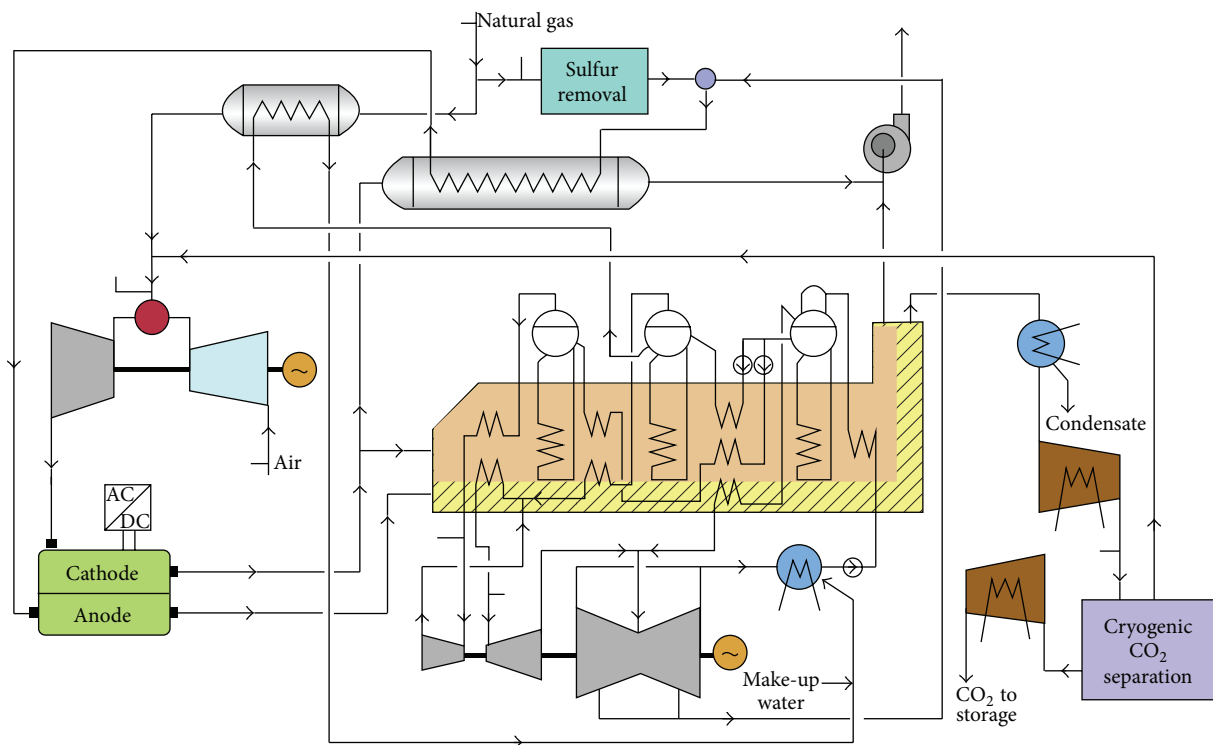 Natural gas
Sulfur
removal
Condensate
Air
AC
DC
Cathode
Anode
Cryogenic
CO2
separation
Make-up
water
CO2 to
storage